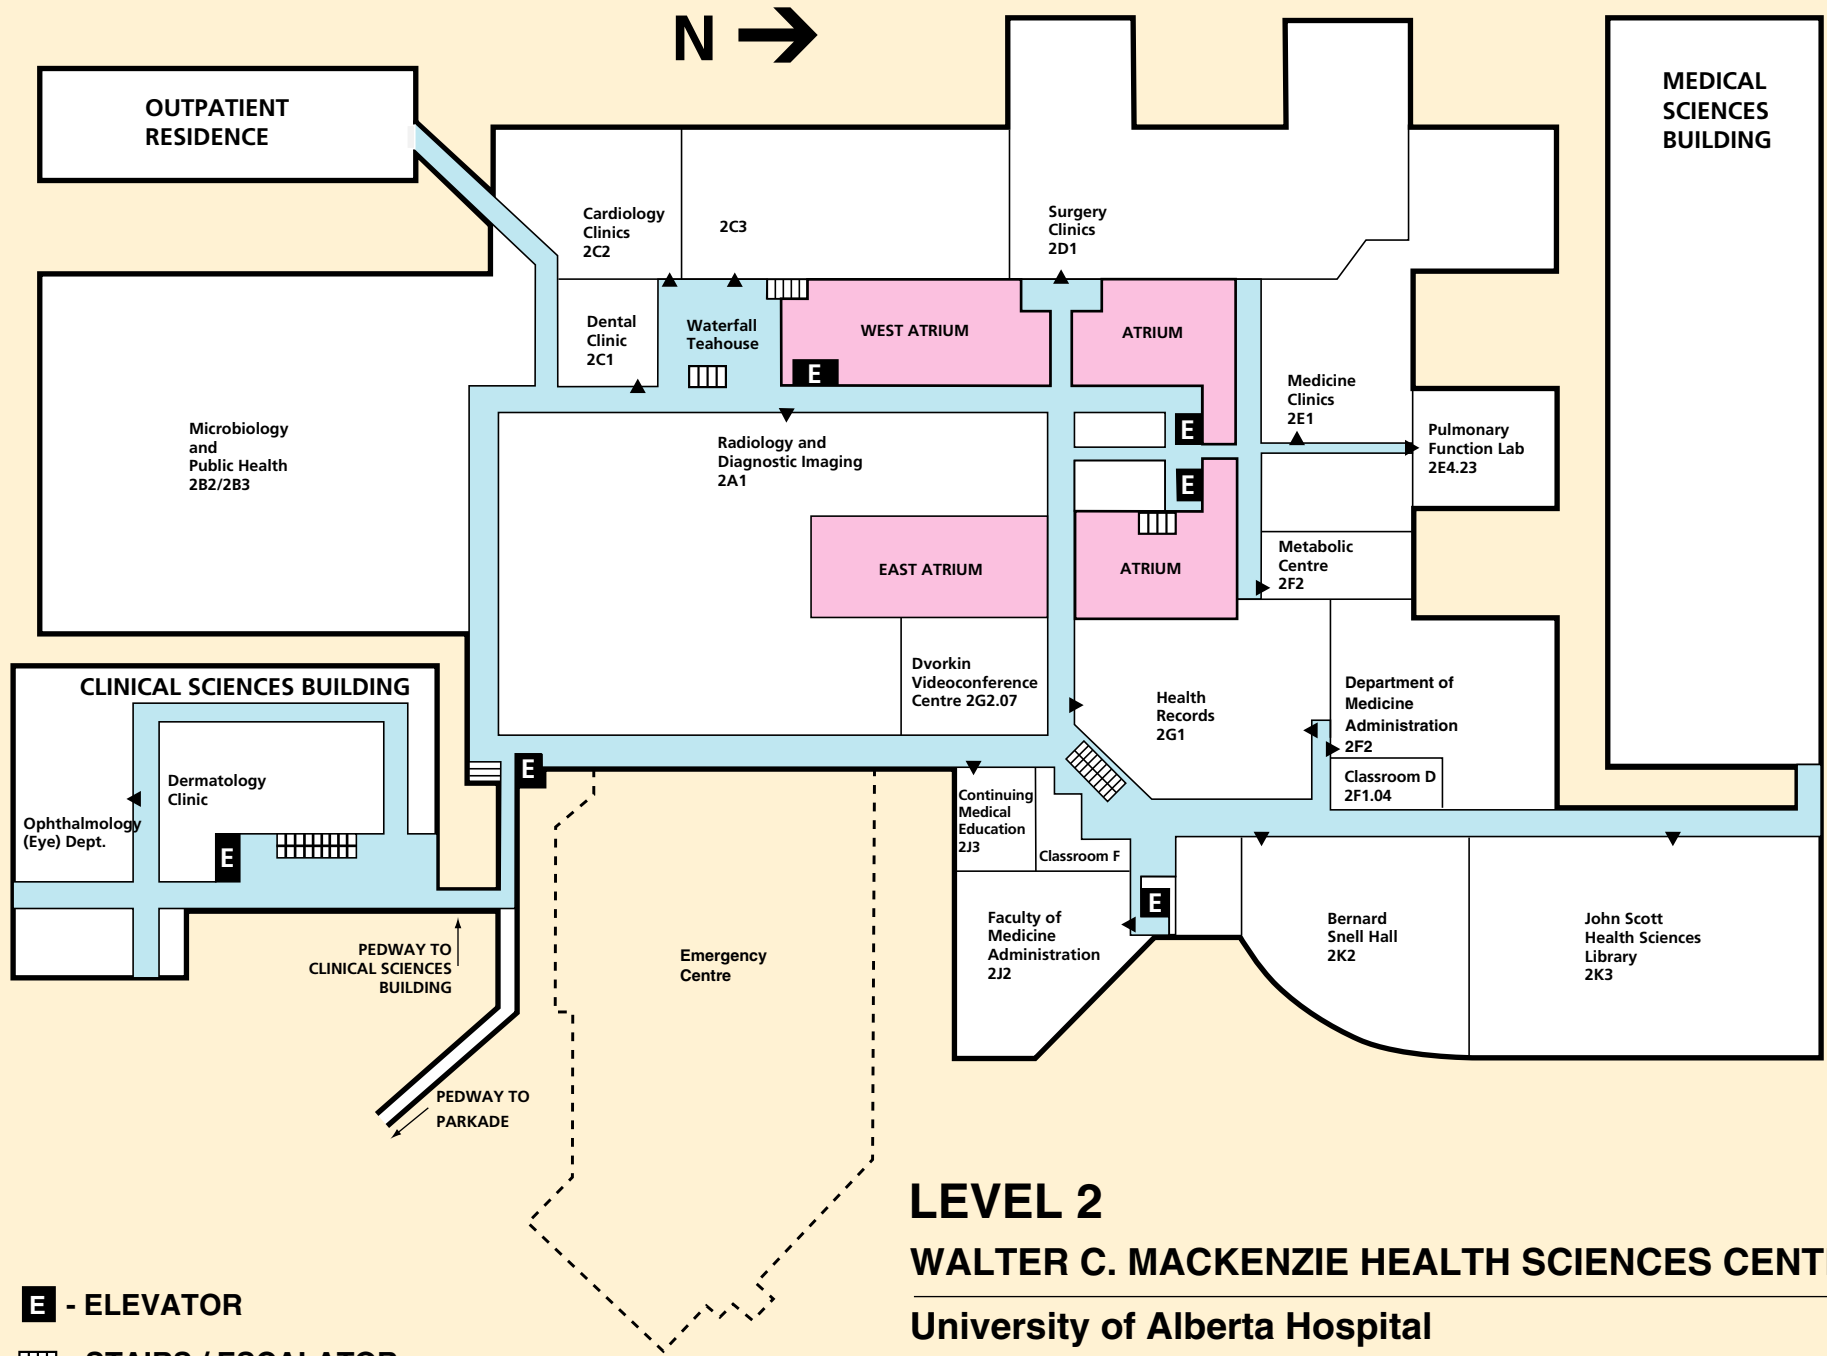 N
OUTPATIENT
RESIDENCE
MEDICAL
SCIENCES
BUILDING
Cardiology
Clinics
2C2
2C3
Surgery
Clinics
2D1
Dental
Clinic
2C1
Waterfall
Teahouse
WEST ATRIUM
ATRIUM
E
Medicine
Clinics
2E1
Microbiology
and
Public Health
2B2/2B3
Radiology and
Diagnostic Imaging
2A1
E
E
Pulmonary
Function Lab
2E4.23
EAST ATRIUM
ATRIUM
Metabolic
Centre
2F2
Dvorkin
Videoconference
Centre 2G2.07
Health
Records
2G1
Department of
Medicine
Administration
2F2
Classroom D
2F1.04
CLINICAL SCIENCES BUILDING
Dermatology
Clinic
Ophthalmology
(Eye) Dept.
E
E
Continuing
Medical
Education
2J3
Classroom F
E
Faculty of
Medicine
Administration
2J2
Bernard
Snell Hall
2K2
John Scott
Health Sciences
Library
2K3
PEDWAY TO
CLINICAL SCIENCES
BUILDING
Emergency
Centre
PEDWAY TO
PARKADE
LEVEL 2
WALTER C. MACKENZIE HEALTH SCIENCES CENT
University of Alberta Hospital
E - ELEVATOR
- STAIRS / ESCALATOR